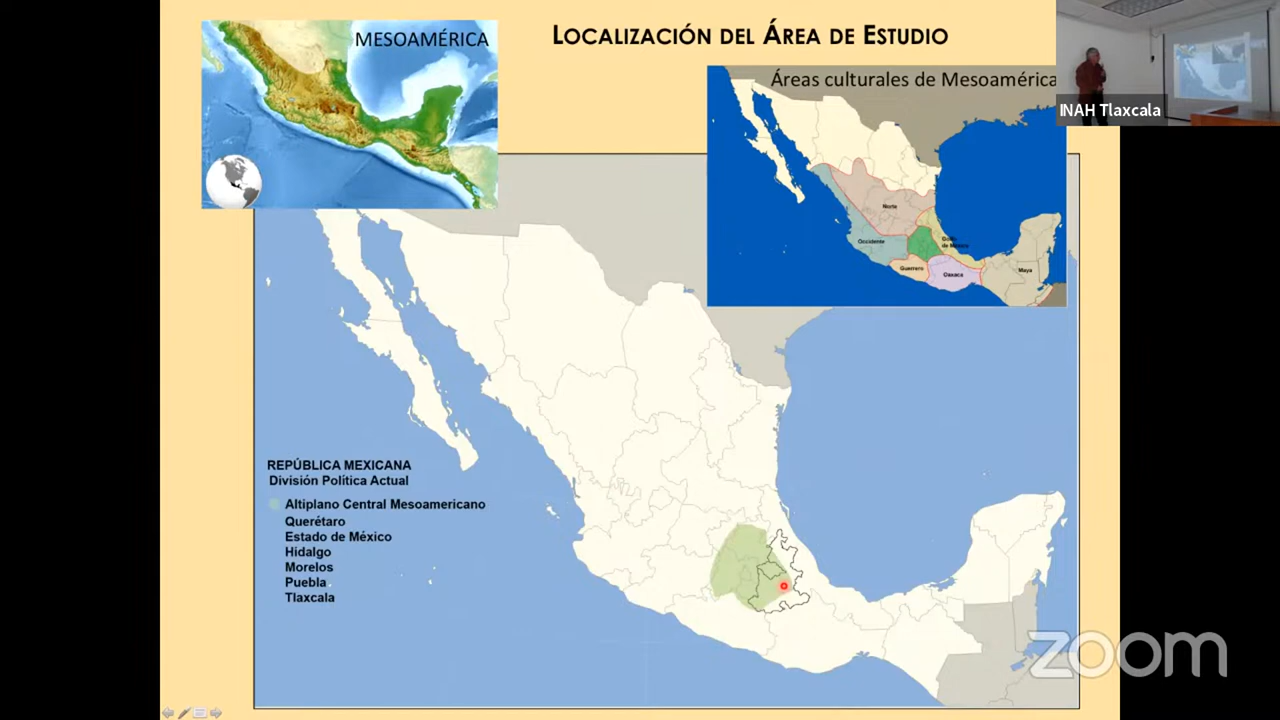 LOCALIZACIÓN DEL ÁREA DE ESTUDIO
MESOAMÉRICA
Áreas culturales de Mesoamérica
INAH Tlaxcala
Norte
Occidente
Golfo
de México
Guerrero
Oaxaca
Maya
REPÚBLICA MEXICANA
División Política Actual
Altiplano Central Mesoamericano
Querétaro
Estado de México
Hidalgo
Morelos
Puebla
Tlaxcala
zoom